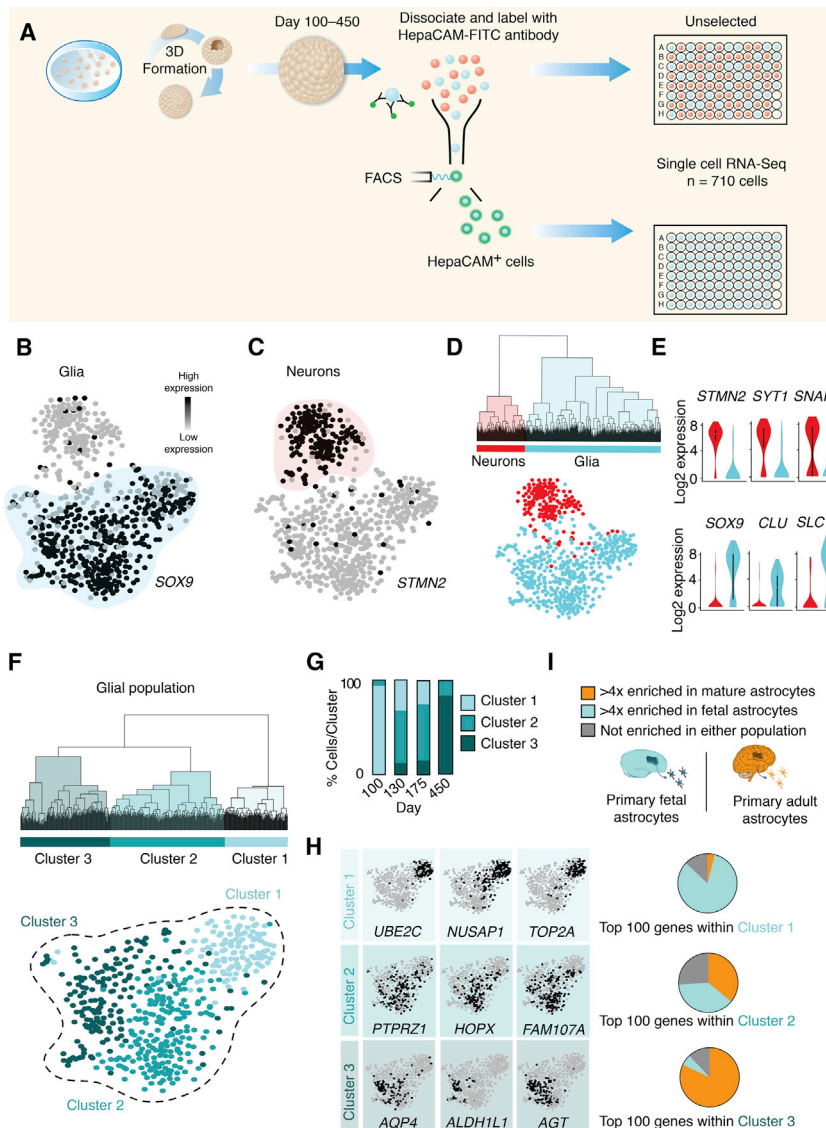 A
3D
Formation
Day 100–450
Dissociate and label with
HepaCAM-FITC antibody
Unselected
A
B
C
D
E
F
G
H
FACS
HepaCAM+ cells
Single cell RNA-Seq
n = 710 cells
A
B
C
D
E
F
G
H
B
Glia
High
expression
Low
expression
SOX9
C
Neurons
STMN2
D
Neurons
Glia
E
STMN2 SYT1 SNA
Log2 expression
8
4
0
SOX9 CLU SLC
Log2 expression
8
4
0
F
Glial population
Cluster 3
Cluster 2
Cluster 1
Cluster 1
Cluster 3
Cluster 2
G
% Cells/Cluster
100
0
100 130 175 450
Day
Cluster 1
Cluster 2
Cluster 3
H
Cluster 1
UBE2C NUSAP1 TOP2A
Cluster 2
PTPRZ1 HOPX FAM107A
Cluster 3
AQP4 ALDH1L1 AGT
I
>4x enriched in mature astrocytes
>4x enriched in fetal astrocytes
Not enriched in either population
Primary fetal
astrocytes
Primary adult
astrocytes
Top 100 genes within Cluster 1
Top 100 genes within Cluster 2
Top 100 genes within Cluster 3